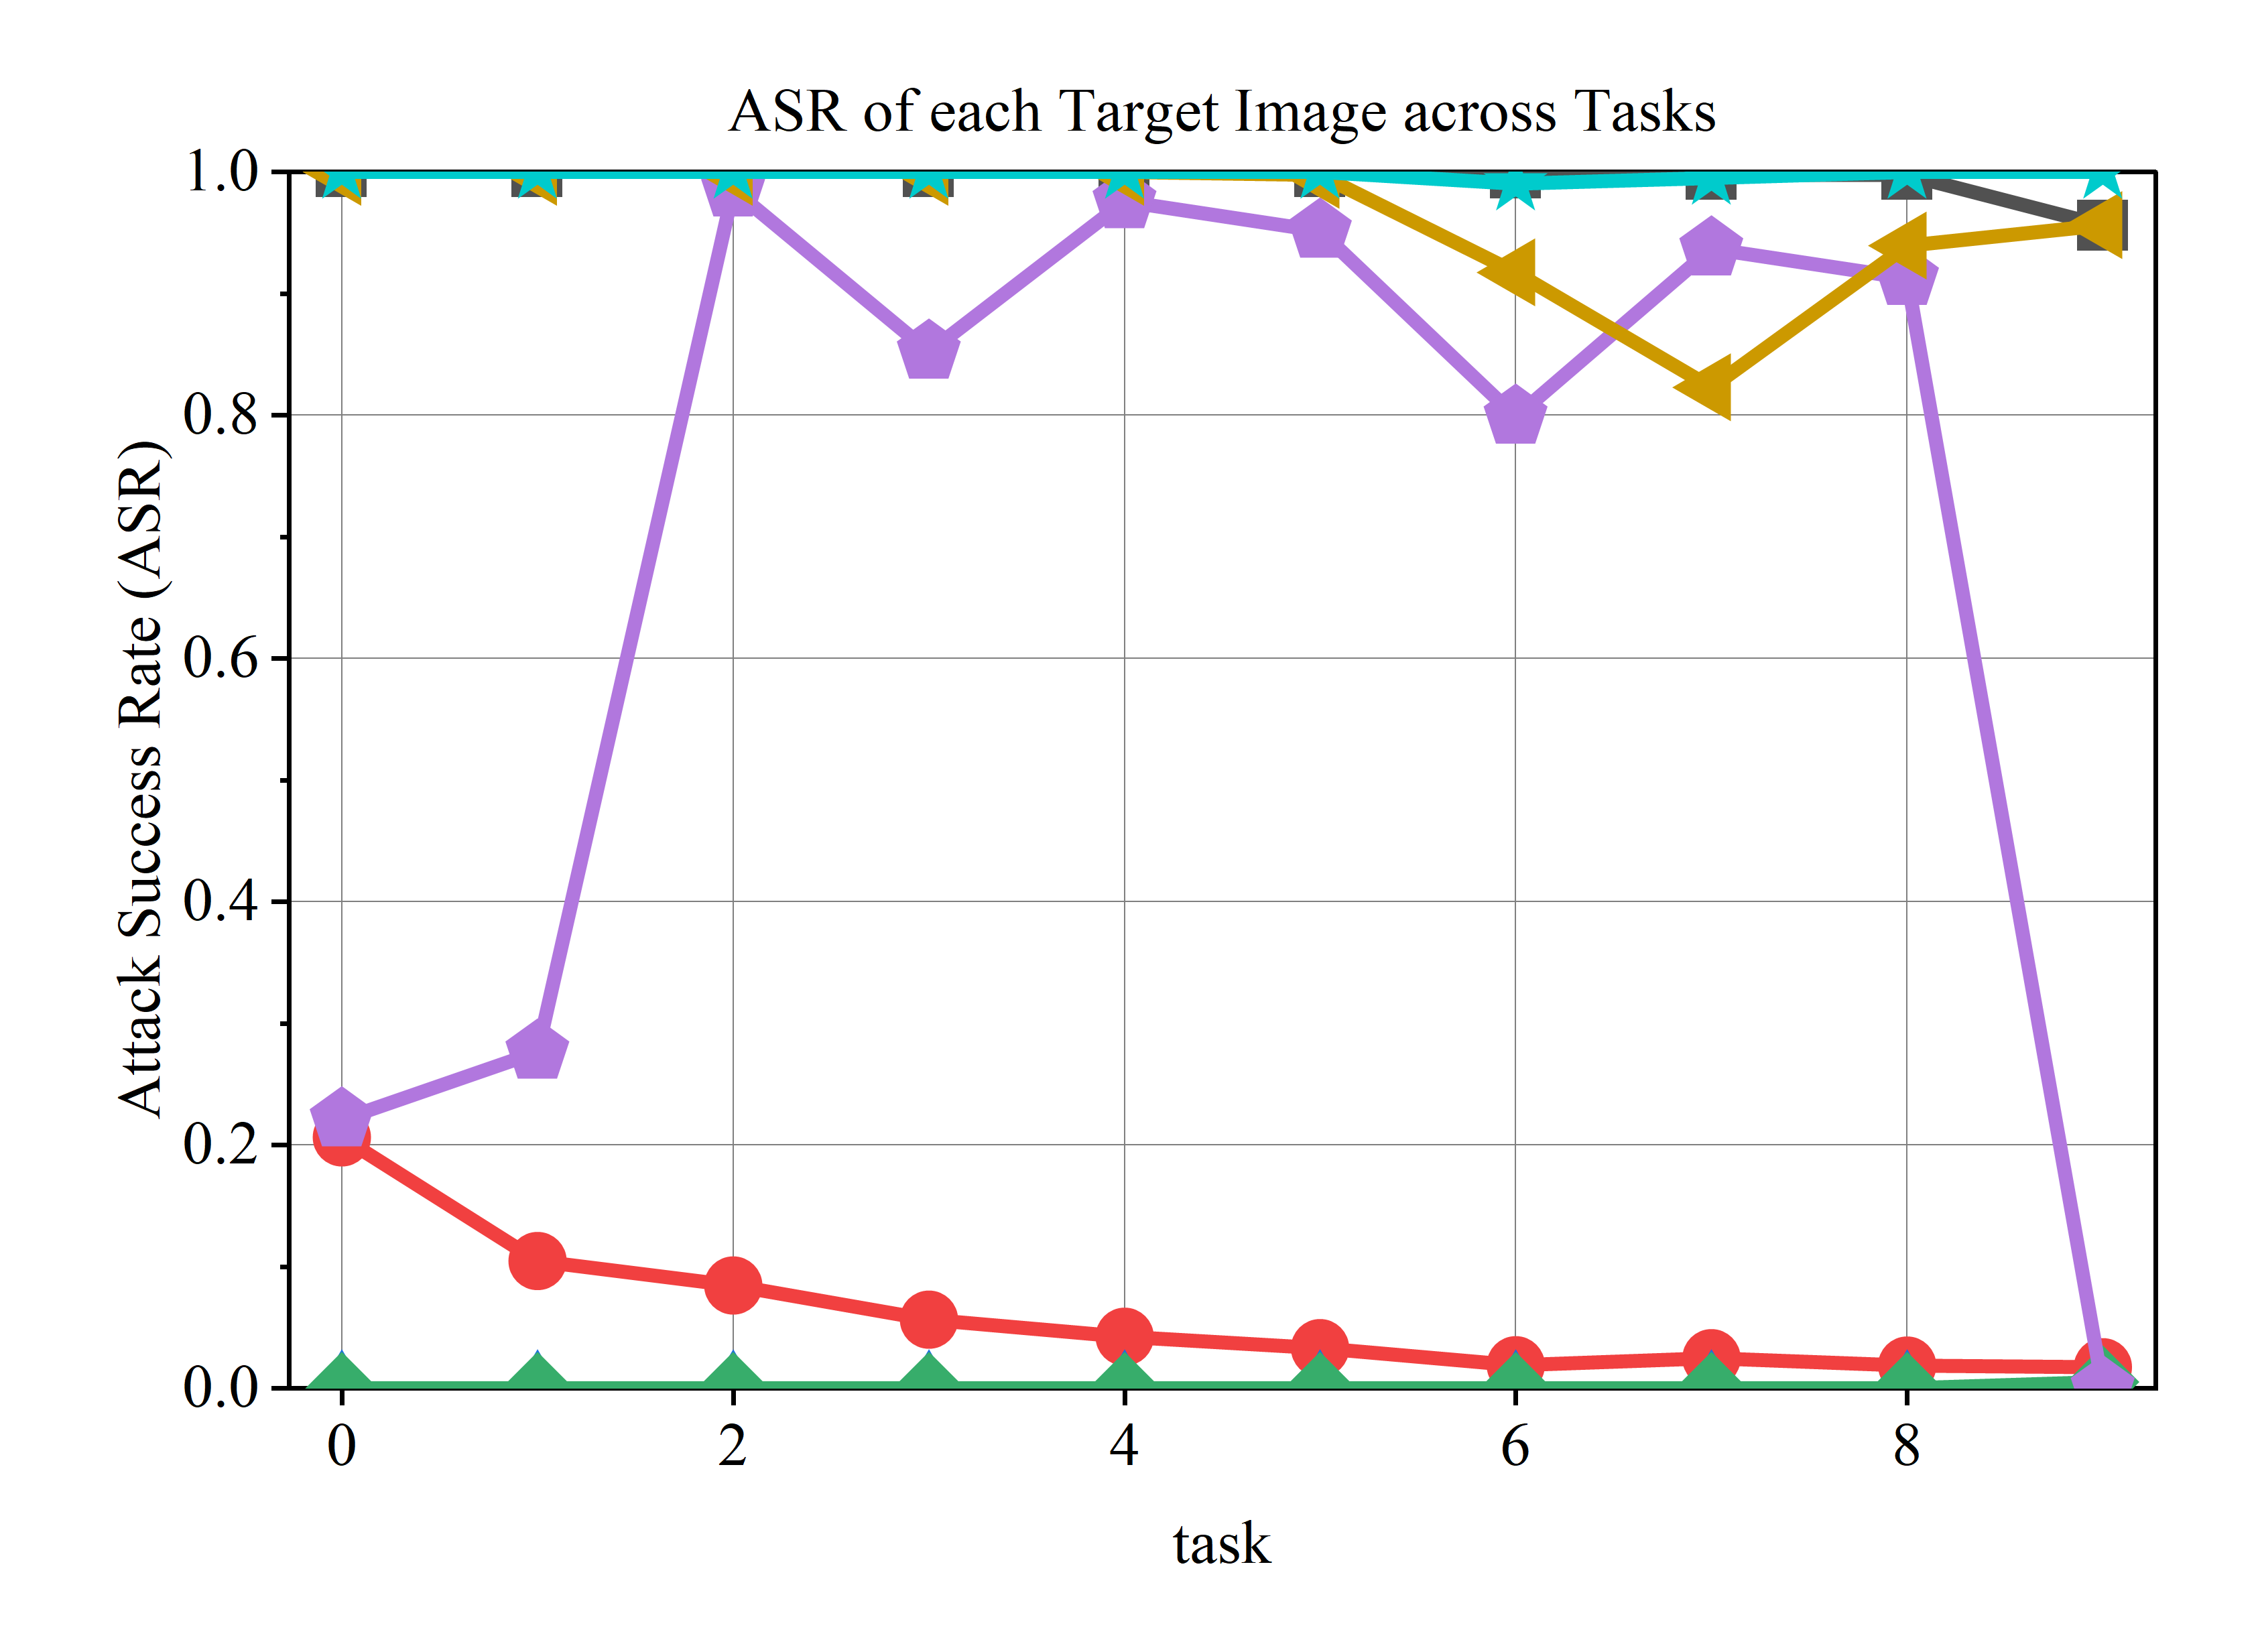 ASR of each Target Image across Tasks
Attack Success Rate (ASR)
1.0
0.8
0.6
0.4
0.2
0.0
0 2 4 6 8
task